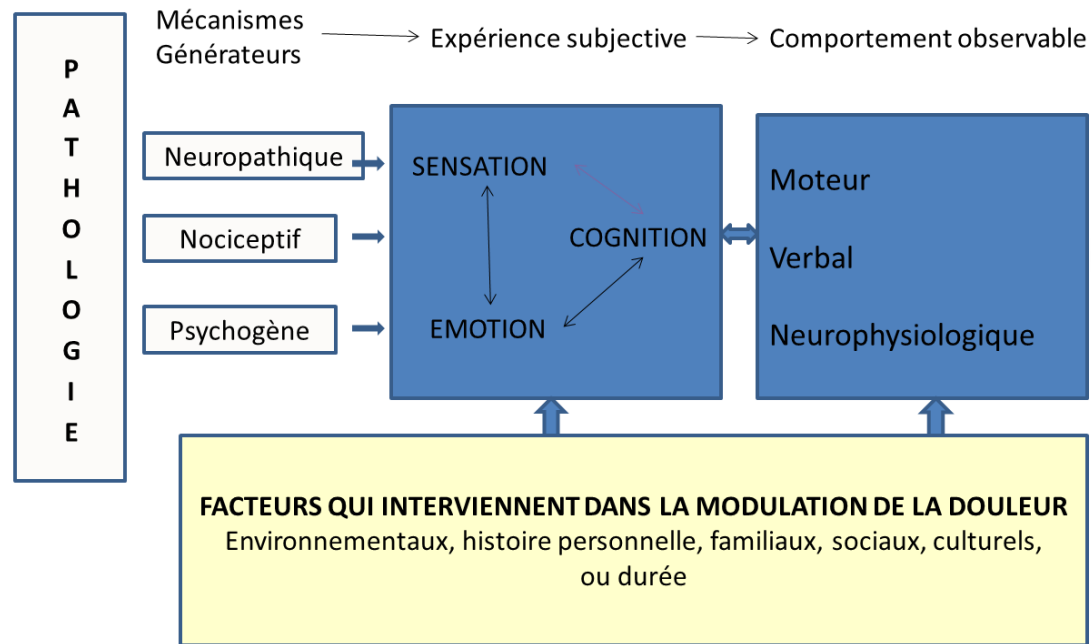 PATHOLOGIE
Mécanismes
Générateurs
Expérience subjective
Comportement observable
Neuropathique
Nociceptif
Psychogène
SENSATION
COGNITION
EMOTION
Moteur
Verbal
Neurophysiologique
FACTEURS QUI INTERVIENNENT DANS LA MODULATION DE LA DOULEUR
Environnementaux, histoire personnelle, familiaux, sociaux, culturels,
ou durée